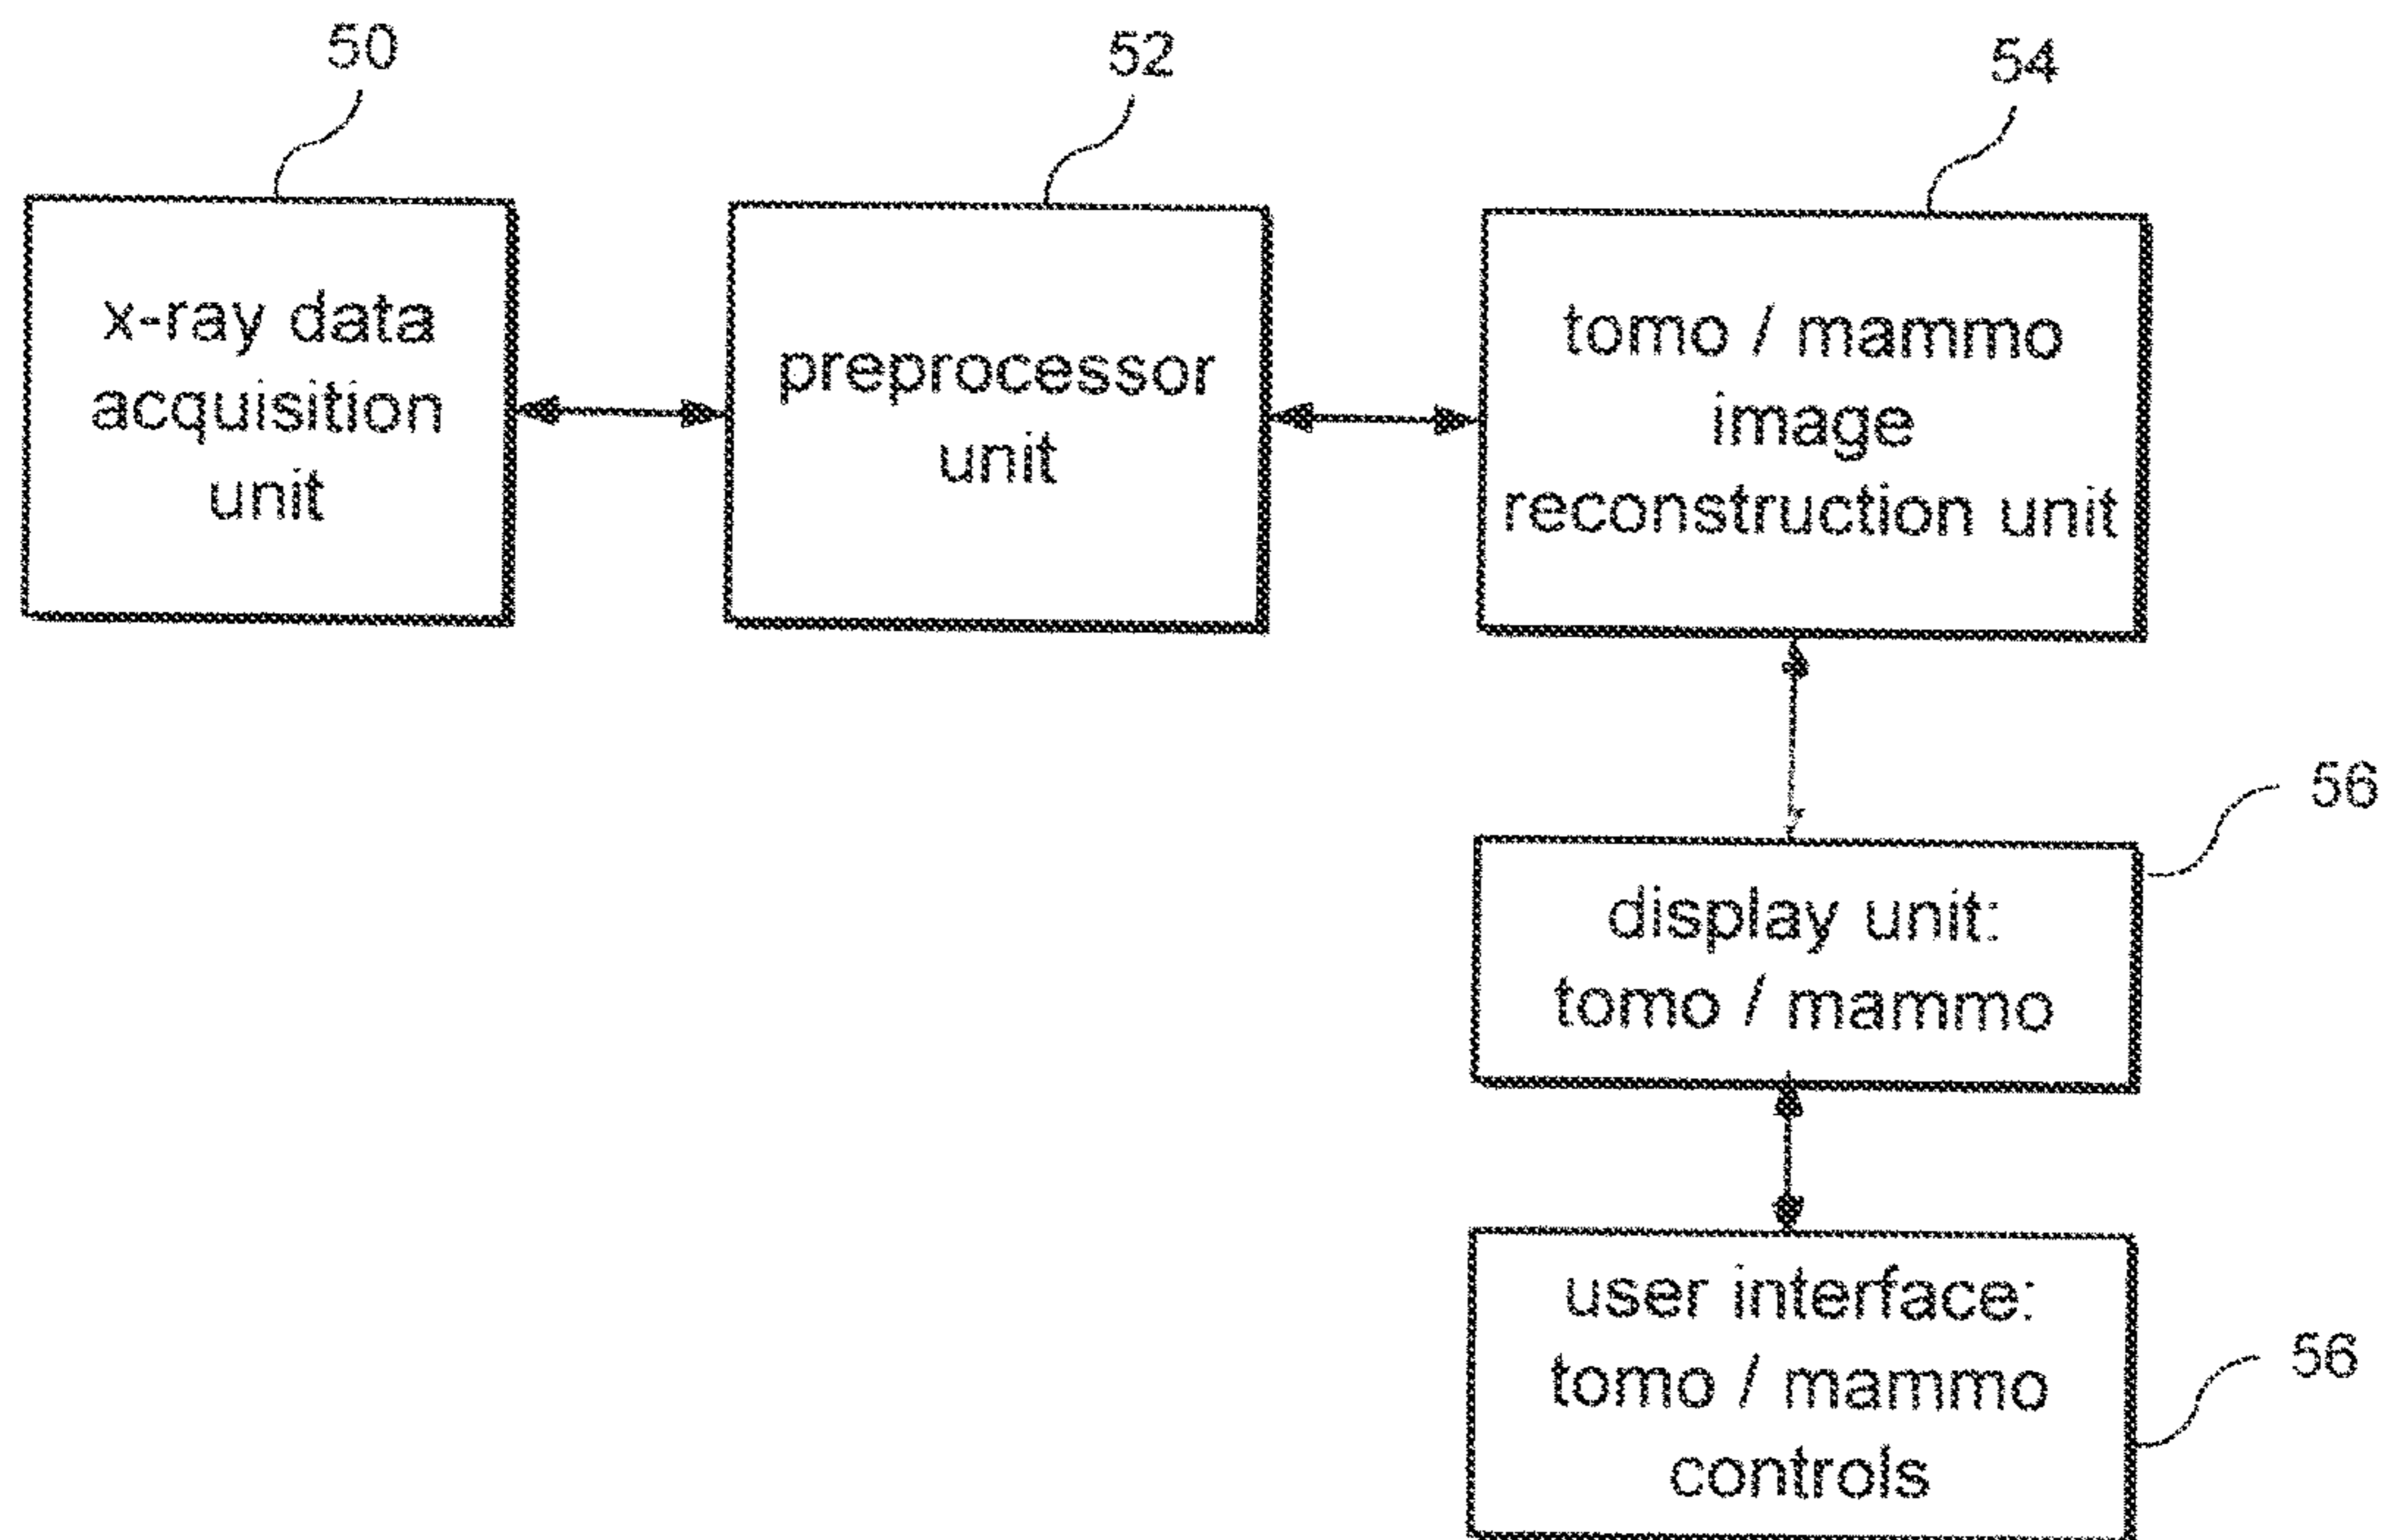 50
52
54
x-ray data
acquisition
unit
preprocessor
unit
tomo / mammo
image
reconstruction unit
56
display unit:
tomo / mammo
user interface:
tomo / mammo
controls
56